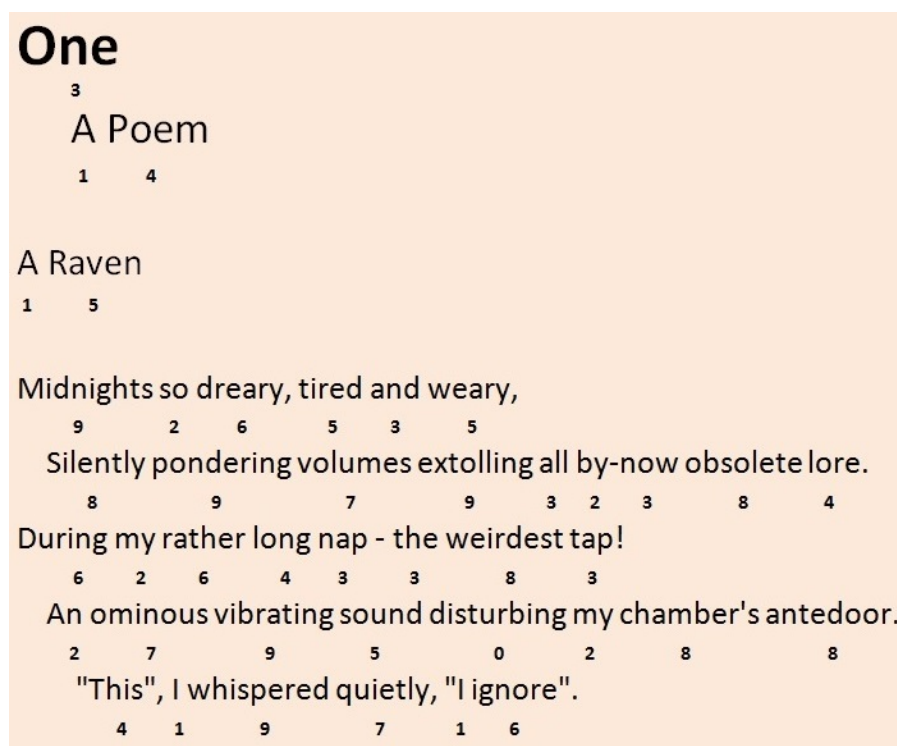 One
3
A Poem
1 4
A Raven
1 5
Midnights so dreary, tired and weary,
9 2 6 5 3 5
Silently pondering volumes extolling all by-now obsolete lore.
8 9 7 9 3 2 3 8 4
During my rather long nap - the weirdest tap!
6 2 6 4 3 3 8 3
An ominous vibrating sound disturbing my chamber's antedoor.
2 7 9 5 0 2 8 8
"This", I whispered quietly, "I ignore".
4 1 9 7 1 6